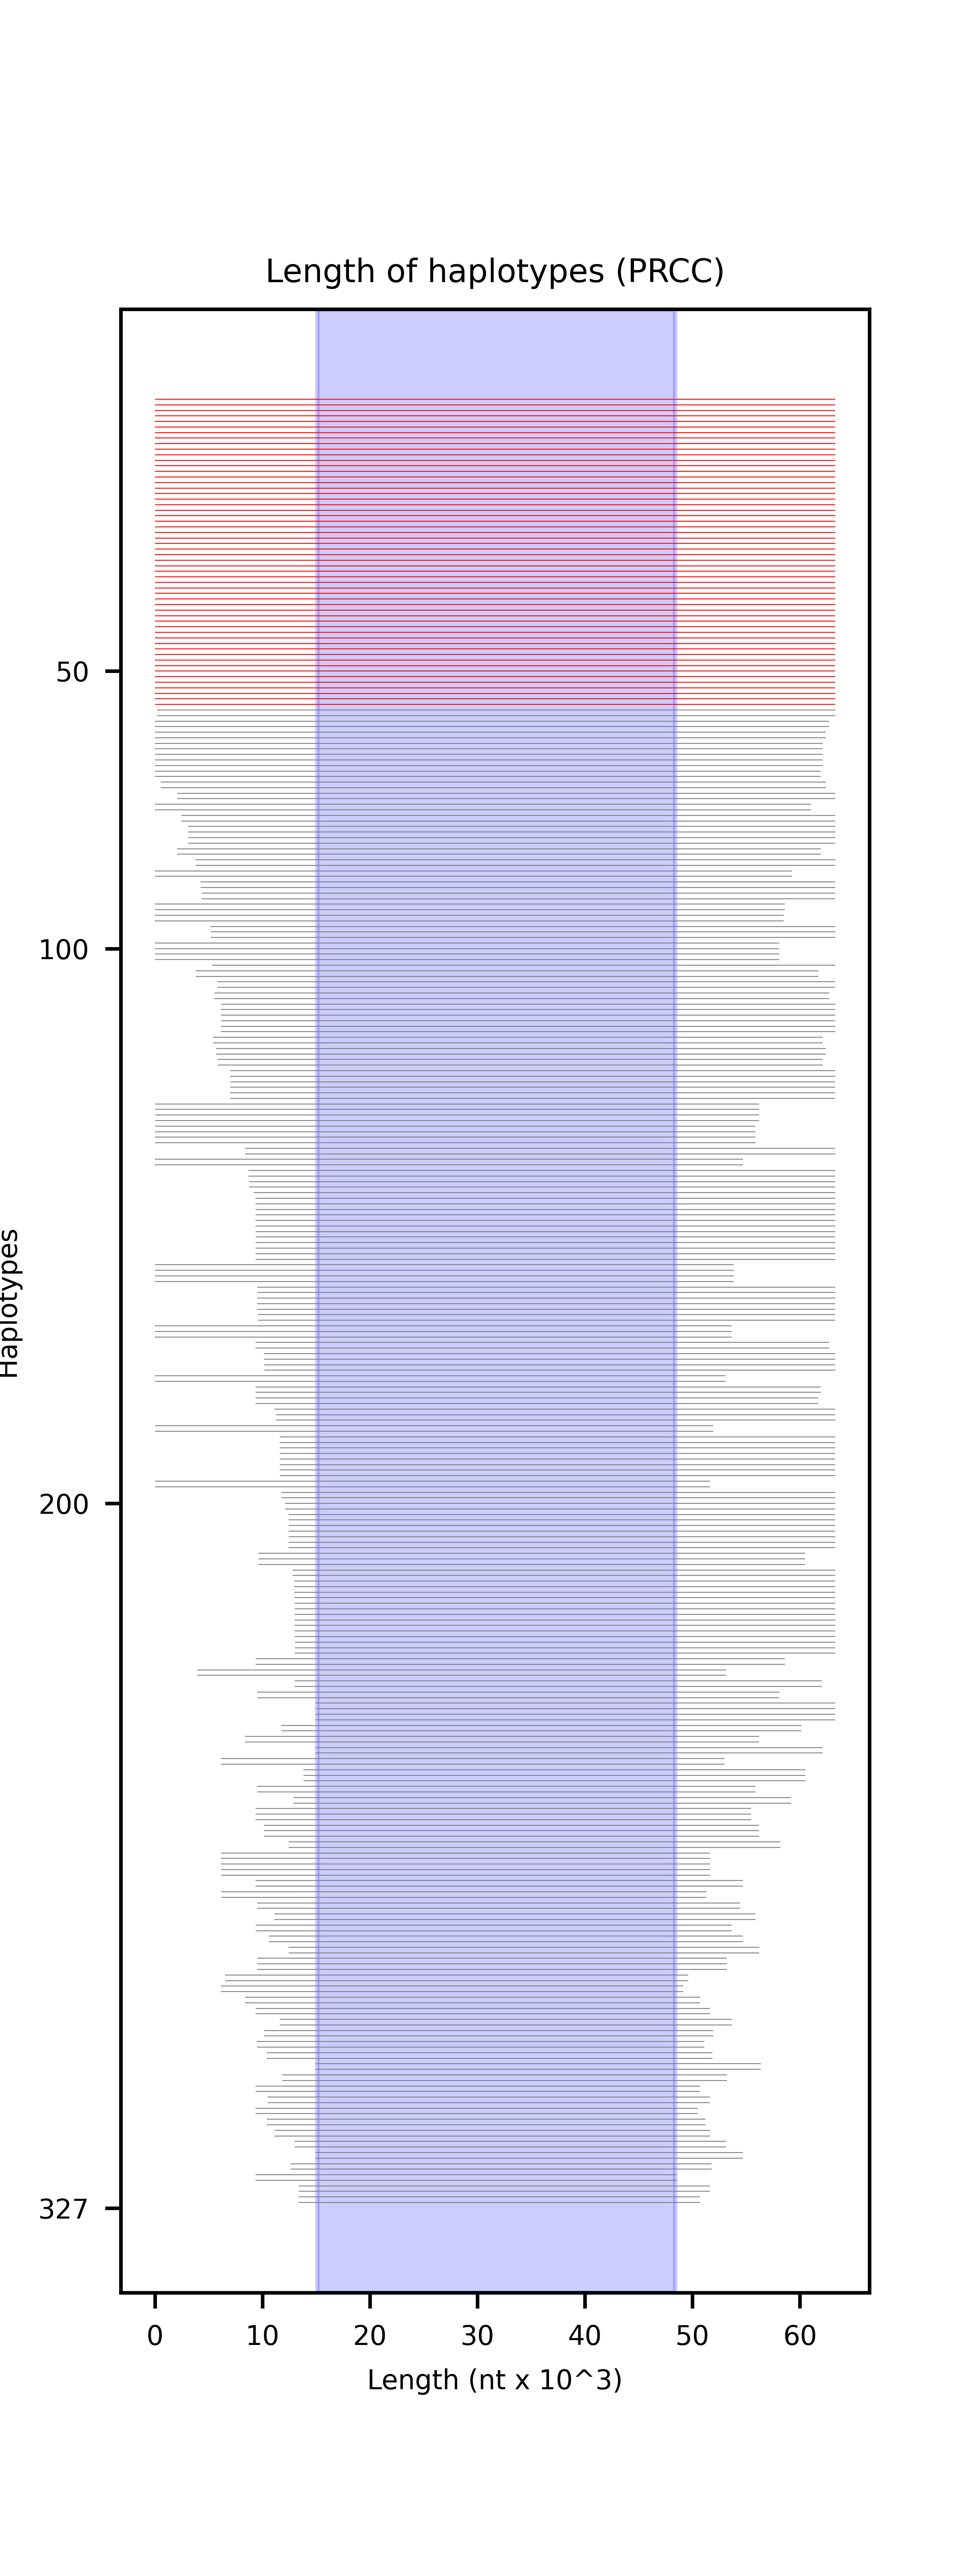 Length of haplotypes (PRCC)
50
100
200
327
Haplotypes
0 10 20 30 40 50 60
Length (nt x 10^3)